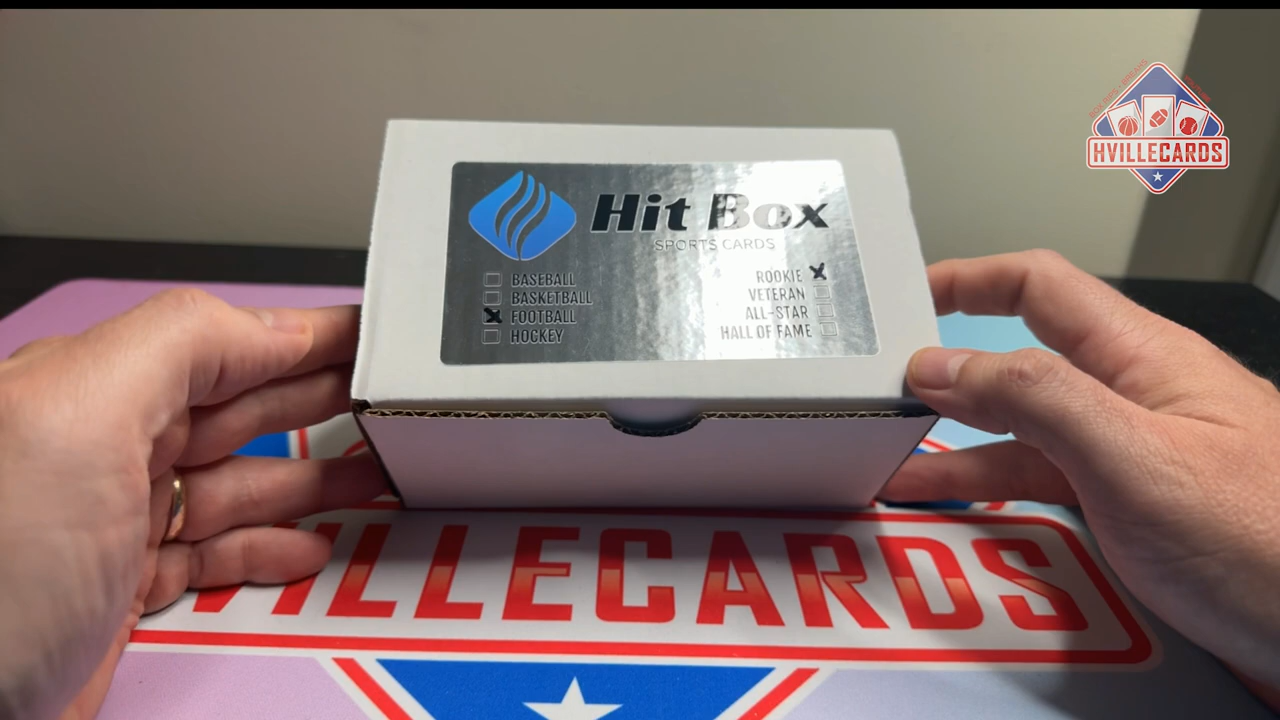 HVILLECARDS
Hit Box
SPORTS CARDS
BASEBALL
BASKETBALL
FOOTBALL
HOCKEY
ROOKIE
VETERAN
ALL-STAR
HALL OF FAME
VILLECARDS